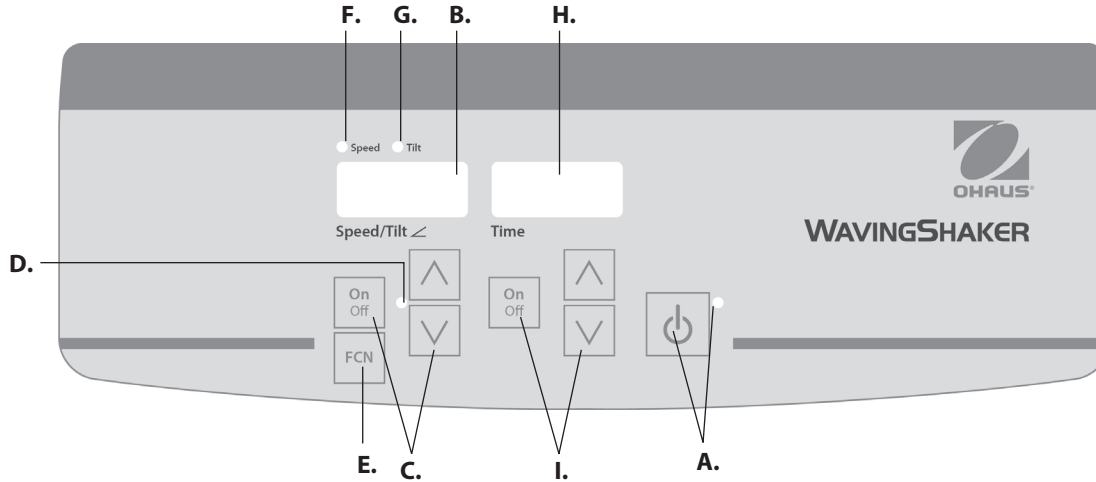 F. G. B. H.
Speed Tilt
OHAUS®
Speed/Tilt Time
WAVINGSHAKER
D.
On
Off
On
Off
FCN
E. C. I. A.